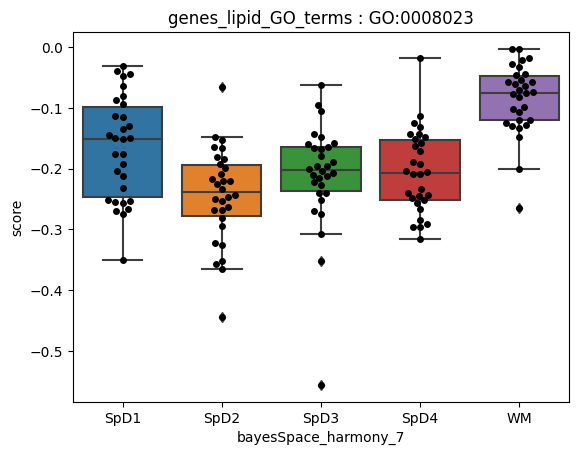 genes_lipid_GO_terms : GO:0008023
0.0
−0.1
−0.2
−0.3
−0.4
−0.5
score
SpD1 SpD2 SpD3 SpD4 WM
bayesSpace_harmony_7